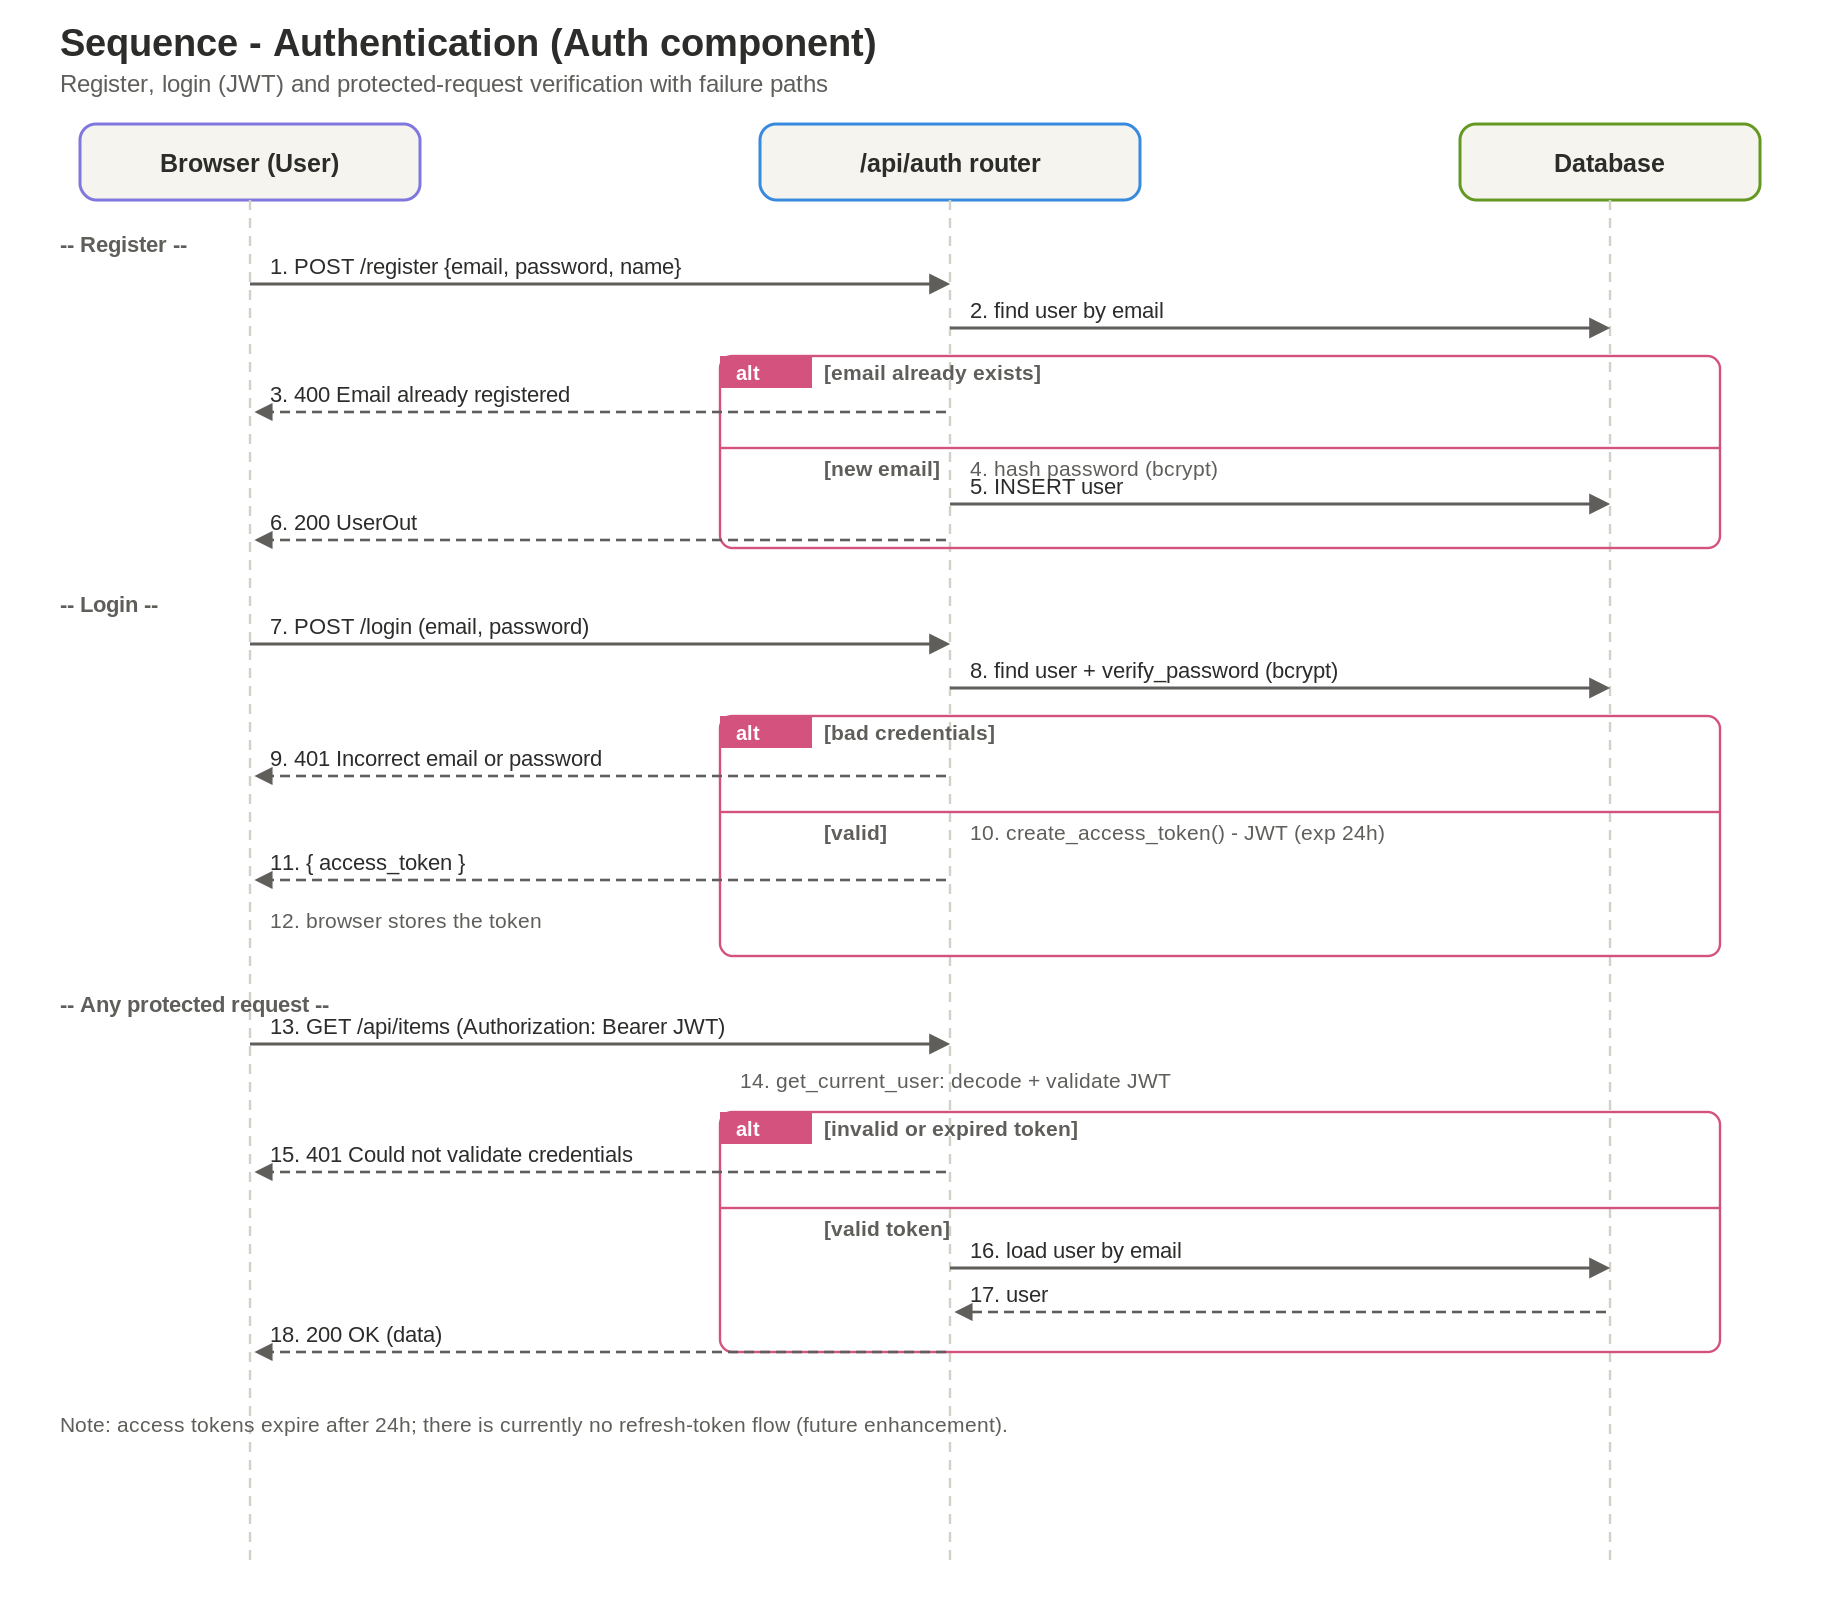 Sequence - Authentication (Auth component)
Register, login (JWT) and protected-request verification with failure paths
Browser (User)
/api/auth router
Database
-- Register --
1. POST /register {email, password, name}
2. find user by email
alt
[email already exists]
3. 400 Email already registered
[new email]
4. hash password (bcrypt)
5. INSERT user
6. 200 UserOut
-- Login --
7. POST /login (email, password)
8. find user + verify_password (bcrypt)
alt
[bad credentials]
9. 401 Incorrect email or password
[valid]
10. create_access_token() - JWT (exp 24h)
11. { access_token }
12. browser stores the token
-- Any protected request --
13. GET /api/items (Authorization: Bearer JWT)
14. get_current_user: decode + validate JWT
alt
[invalid or expired token]
15. 401 Could not validate credentials
[valid token]
16. load user by email
17. user
18. 200 OK (data)
Note: access tokens expire after 24h; there is currently no refresh-token flow (future enhancement).